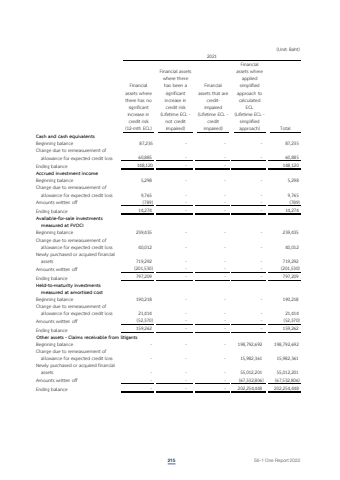 (Unit: Baht)
2021
Financial assets where there has no significant increase in credit risk (12-mth ECL)
Financial assets where there has been a significant increase in credit risk (Lifetime ECL - not credit impaired)
Financial assets that are credit-impaired (Lifetime ECL - credit impaired)
Financial assets where applied simplified approach to calculated ECL (Lifetime ECL - simplified approach)
Total
Cash and cash equivalents
Beginning balance 87,235 - - - 87,235
Change due to remeasurement of
allowance for expected credit loss 60,885 - - - 60,885
Ending balance 148,120 - - - 148,120
Accrued investment income
Beginning balance 5,298 - - - 5,298
Change due to remeasurement of
allowance for expected credit loss 9,765 - - - 9,765
Amounts written off (789) - - - (789)
Ending balance 14,274 - - - 14,274
Available-for-sale investments
measured at FVOCI
Beginning balance 239,435 - - - 239,435
Change due to remeasurement of
allowance for expected credit loss 40,012 - - - 40,012
Newly purchased or acquired financial
assets 719,292 - - - 719,292
Amounts written off (201,530) - - - (201,530)
Ending balance 797,209 - - - 797,209
Held-to-maturity investments
measured at amortised cost
Beginning balance 190,218 - - - 190,218
Change due to remeasurement of
allowance for expected credit loss 21,414 - - - 21,414
Amounts written off (52,370) - - - (52,370)
Ending balance 159,262 - - - 159,262
Other assets - Claims receivable from litigants
Beginning balance - - - 198,792,692 198,792,692
Change due to remeasurement of
allowance for expected credit loss - - - 15,982,361 15,982,361
Newly purchased or acquired financial
assets - - - 55,012,201 55,012,201
Amounts written off - - - (67,532,806) (67,532,806)
Ending balance - - - 202,254,448 202,254,448
215
56-1 One Report 2022